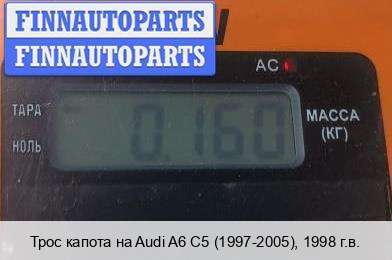 FINNAUTOPARTS
FINNAUTOPARTS
AC
ТАРА
НОЛЬ
0.160
МАССА
(КГ)
Трос капота на Audi A6 C5 (1997-2005), 1998 г.в.